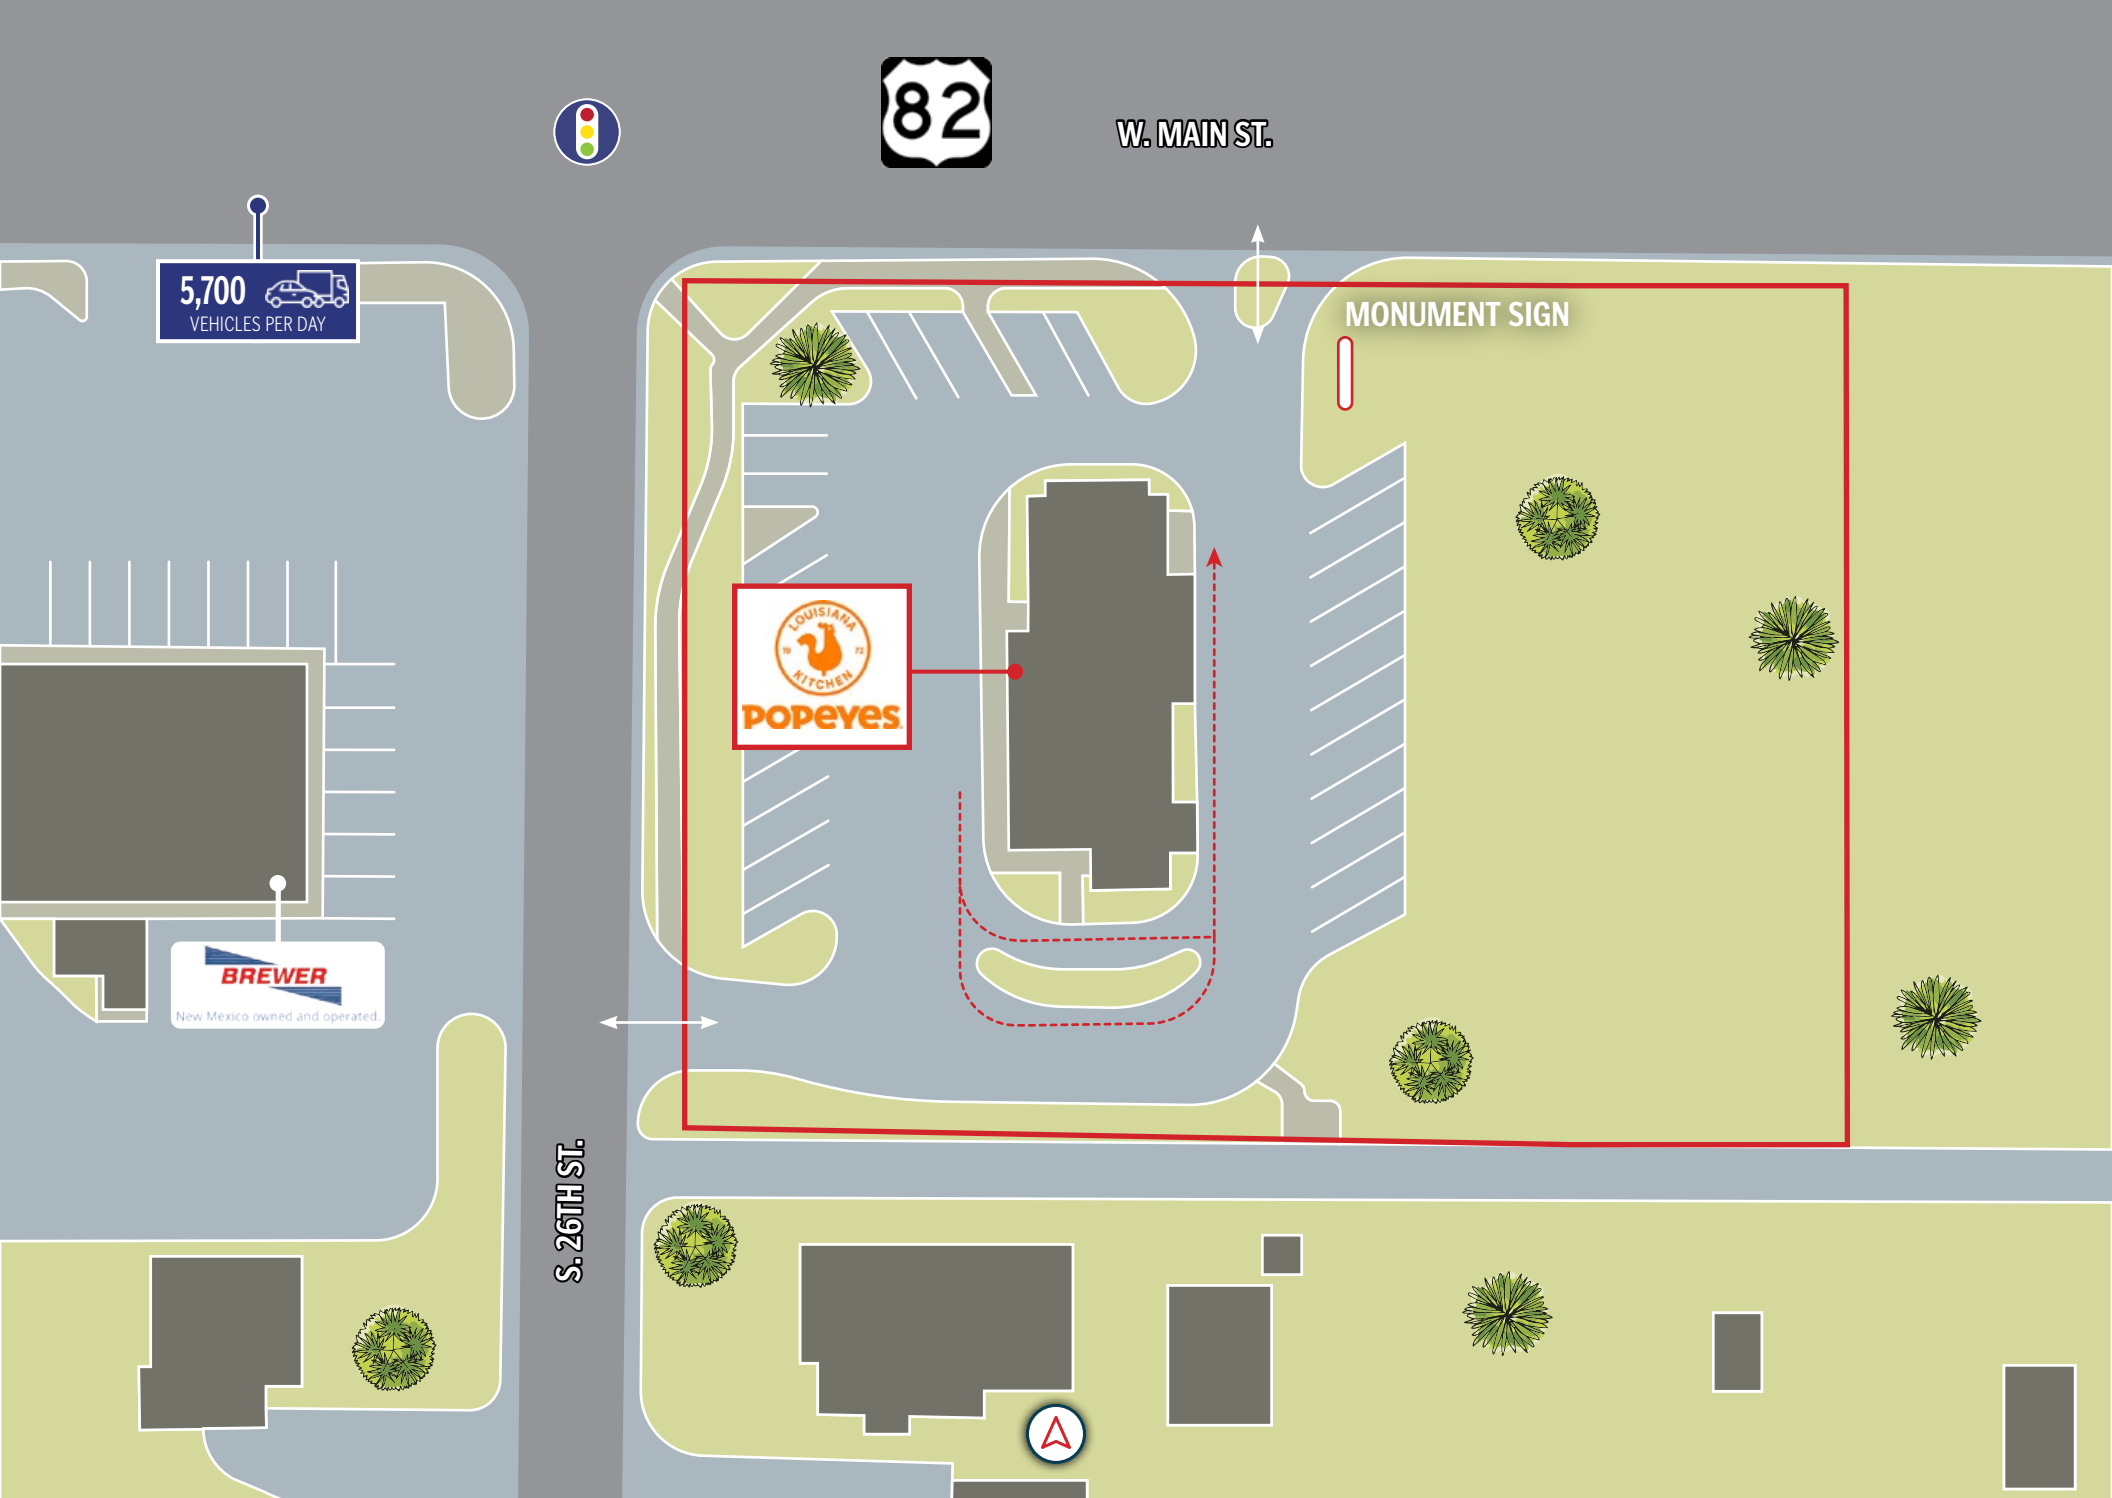 82
W. MAIN ST.
5,700
VEHICLES PER DAY
MONUMENT SIGN
LOUISIANA
19 72
KITCHEN
POPEYES
BREWER
New Mexico owned and operated.
S. 26TH ST.